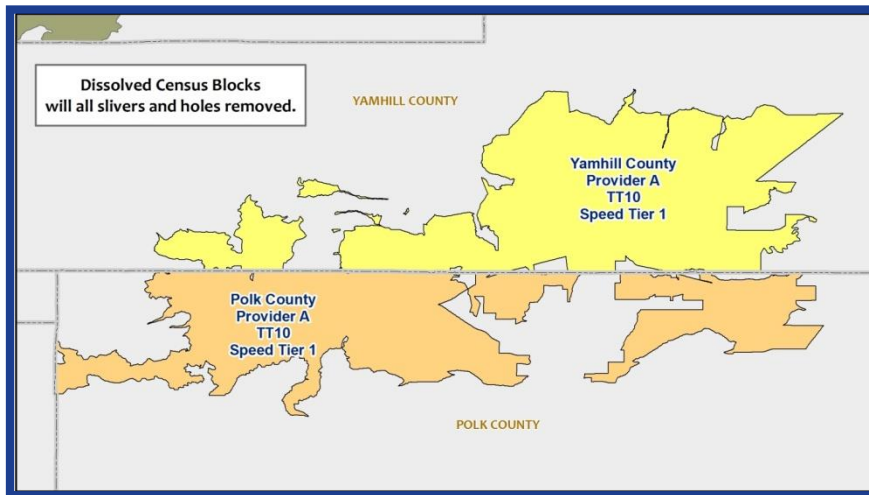 Dissolved Census Blocks
will all slivers and holes removed.
YAMHILL COUNTY
Yamhill County
Provider A
TT10
Speed Tier 1
Polk County
Provider A
TT10
Speed Tier 1
POLK COUNTY